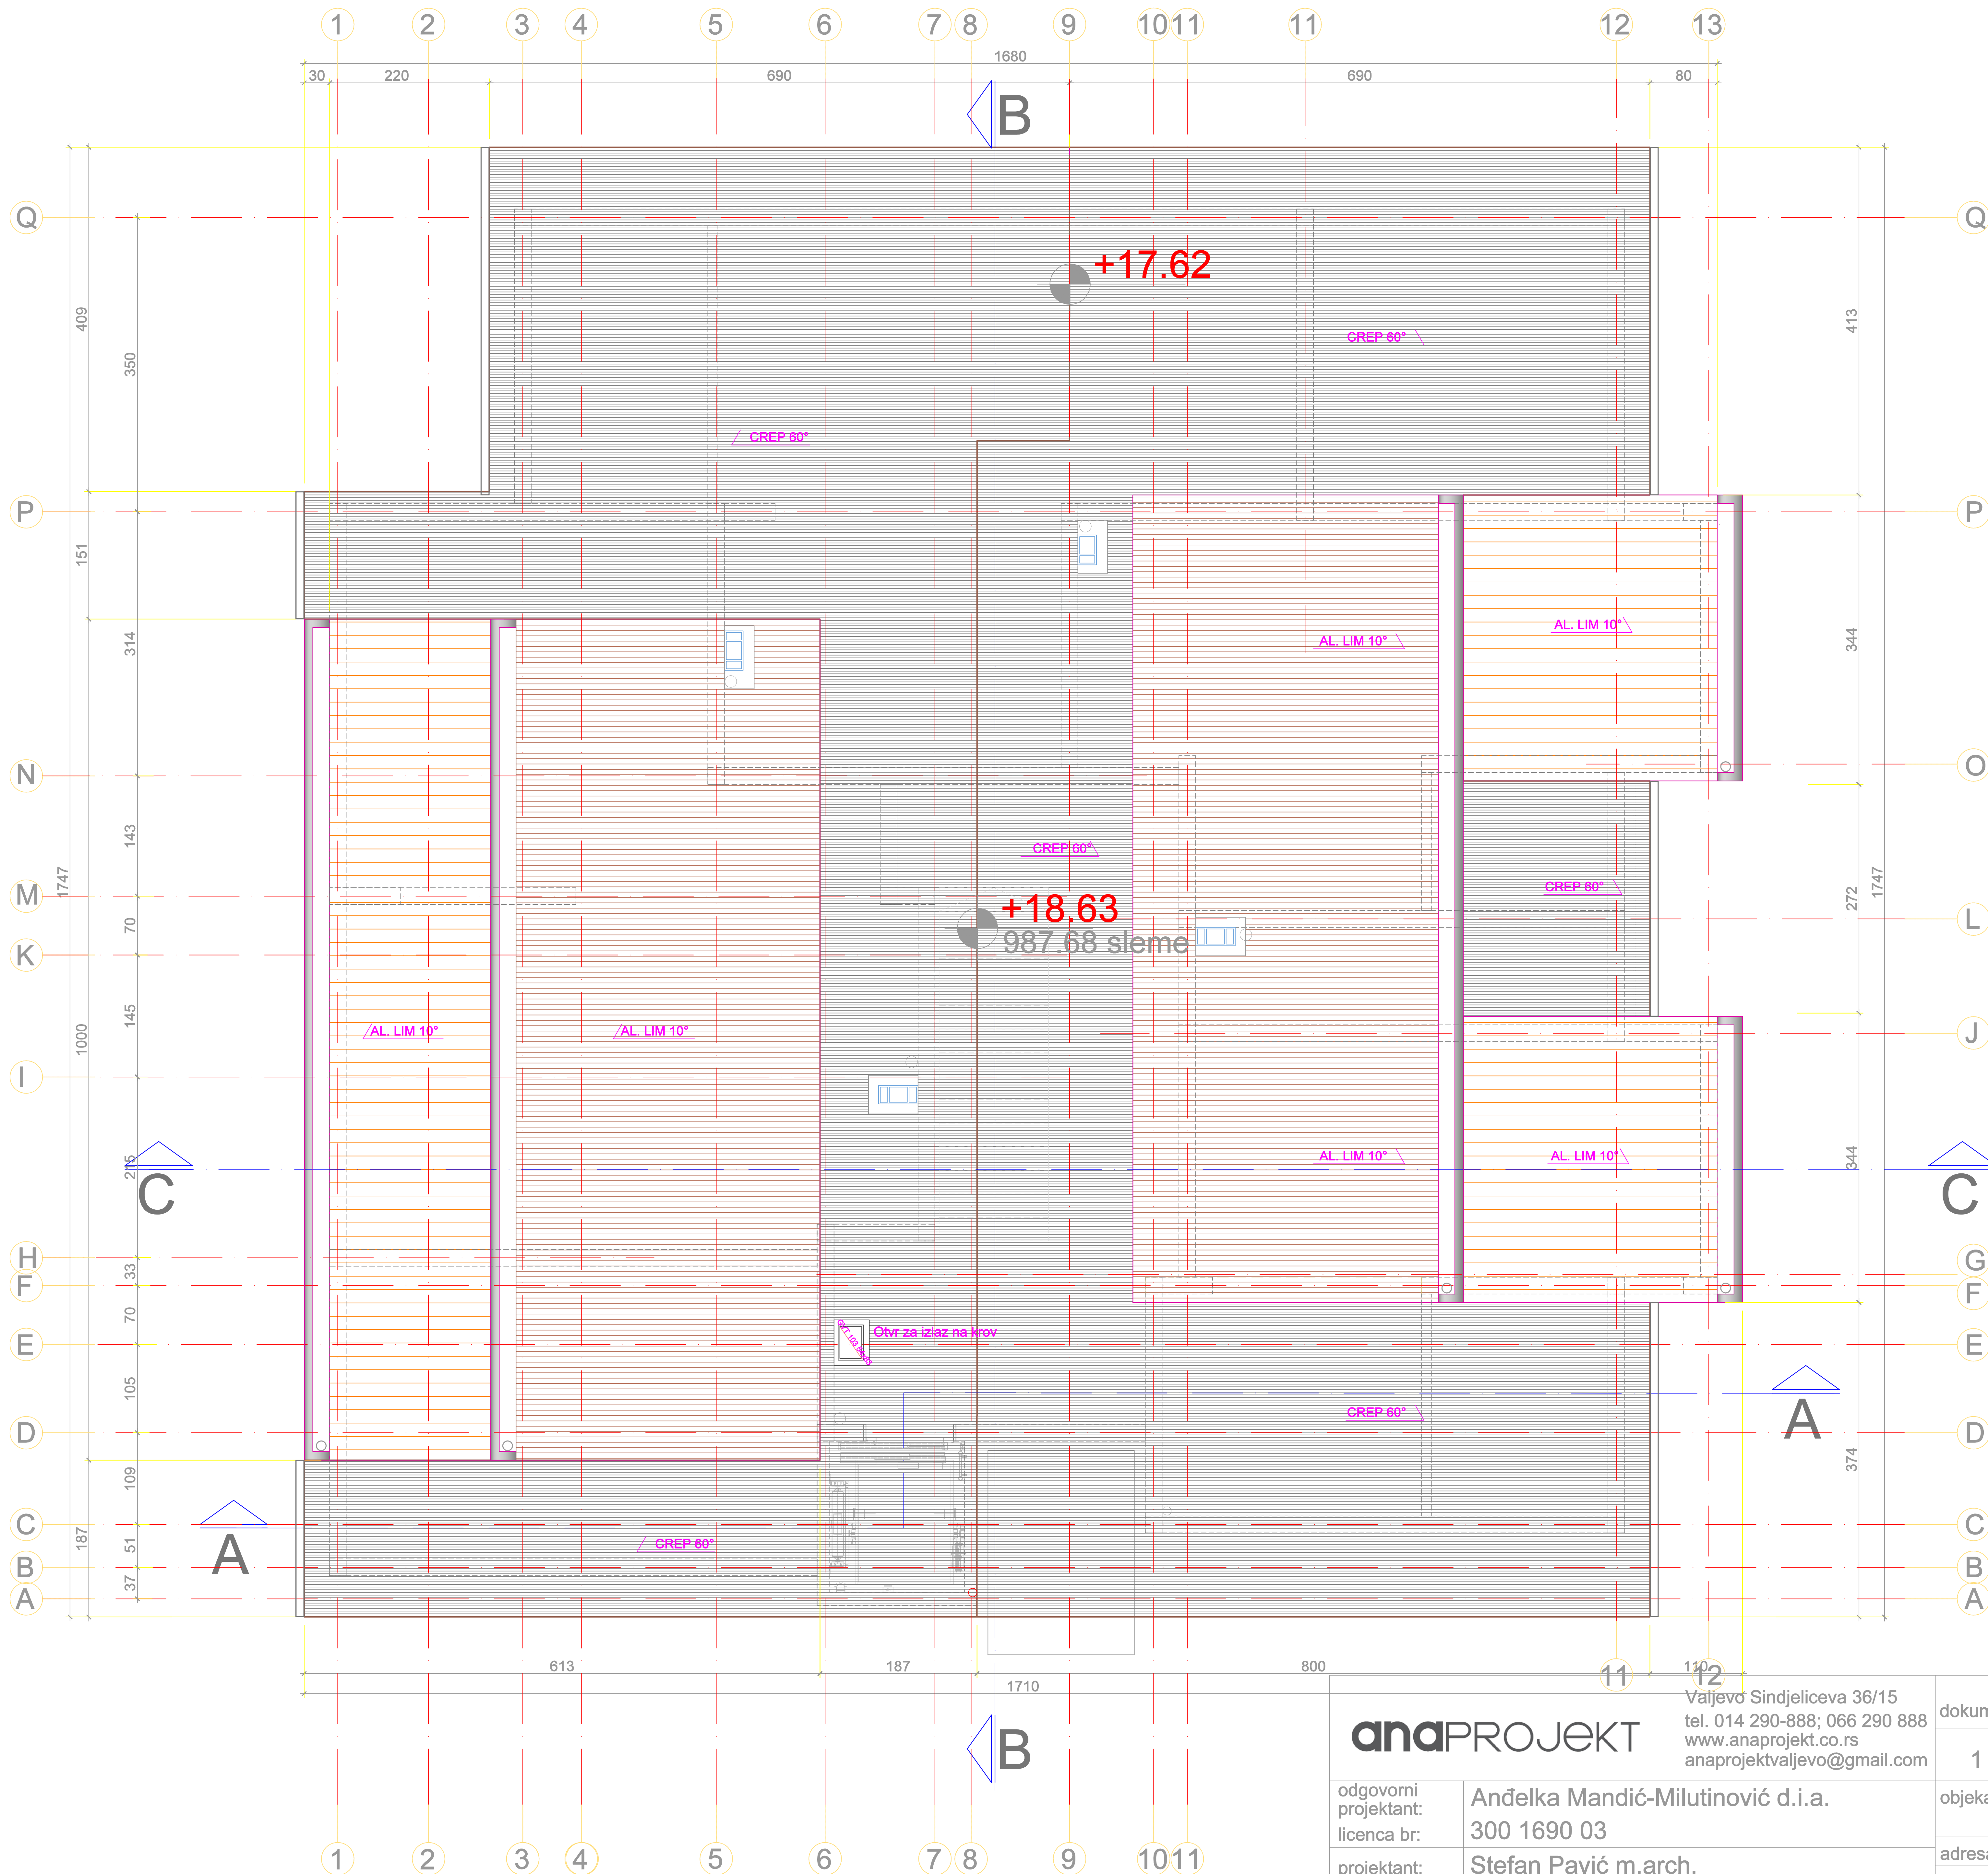 1 2 3 4 5 6 7 8 9 10 11 11 12 13
1680
30 220 690 690 80
B
Q Q
+17.62
409 413
CREP 60°
350
CREP 60°
P P
151
314 AL. LIM 10° AL. LIM 10° 344
N O
143
CREP 60°
1747 272 1747
CREP 60°
M +18.63 L
70
987.68 sleme
K
145 1000 AL. LIM 10° AL. LIM 10° J
I
AL. LIM 10° AL. LIM 10° 344
C C
H G
33
F F
70
Otvr za izlaz na krov
E E
105
CREP 60° A
D D
109 374
C C
187 51 A CREP 60°
B B
37
A A
613 187 800 110
11 12
1710
anaPROJEKT
Valjevo Sindjeliceva 36/15
tel. 014 290-888; 066 290 888
www.anaprojekt.co.rs
anaprojektvaljevo@gmail.com
dokum
1
B
odgovorni
projektant:
Anđelka Mandić-Milutinović d.i.a.
objeka
licenca br:
300 1690 03
projektant:
Stefan Pavić m.arch.
adresa
1 2 3 4 5 6 7 8 9 10 11